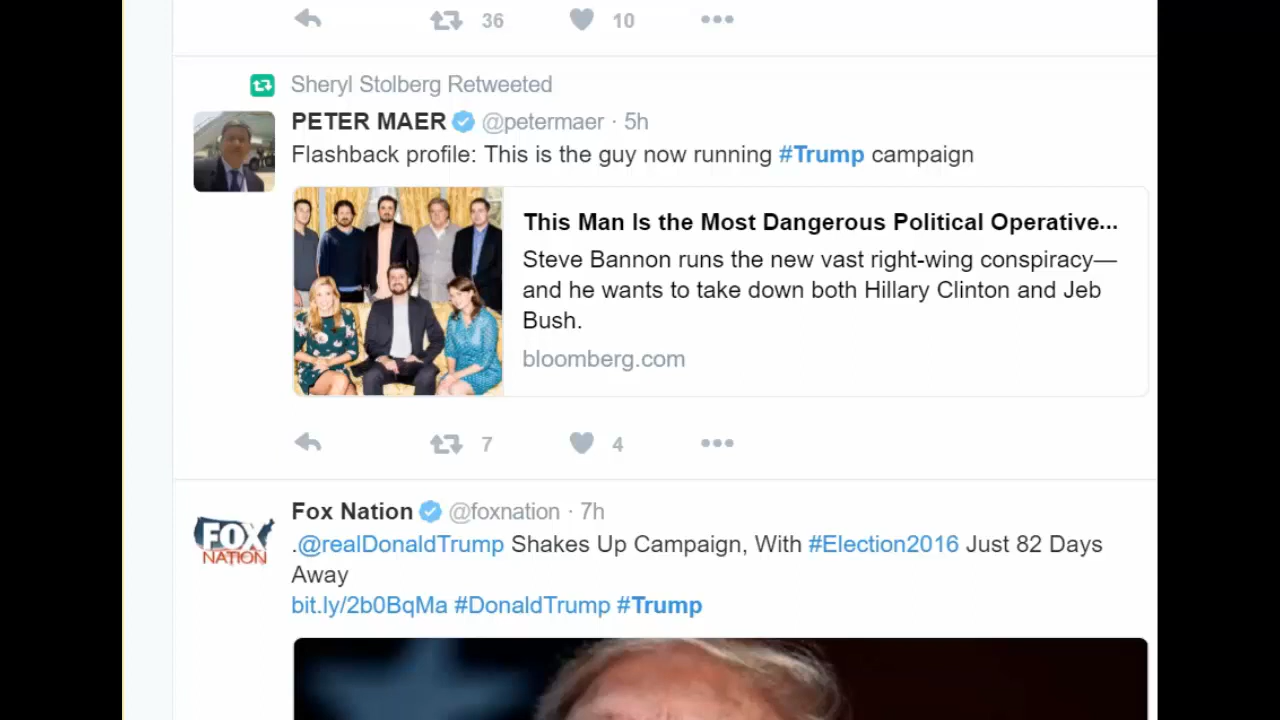 36 10
Sheryl Stolberg Retweeted
PETER MAER @petermaer · 5h
Flashback profile: This is the guy now running #Trump campaign
This Man Is the Most Dangerous Political Operative...
Steve Bannon runs the new vast right-wing conspiracy—
and he wants to take down both Hillary Clinton and Jeb
Bush.
bloomberg.com
7 4
Fox Nation @foxnation · 7h
FOX
NATION
.@realDonaldTrump Shakes Up Campaign, With #Election2016 Just 82 Days
Away
bit.ly/2b0BqMa #DonaldTrump #Trump